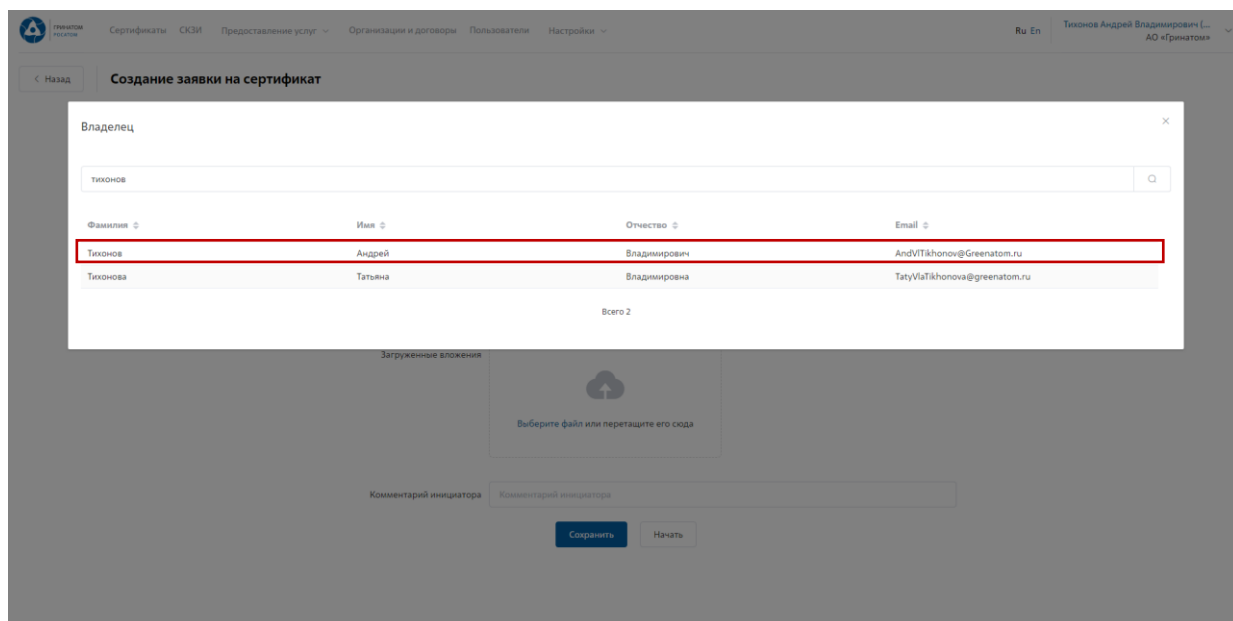 ГРИНАТОМ
РОСАТОМ
Сертификаты СКЗИ Предоставление услуг Организации и договоры Пользователи Настройки
Ru En
Тихонов Андрей Владимирович (...
АО «Гринатом»
< Назад
Создание заявки на сертификат
Владелец
×
тихонов
Фамилия Имя Отчество Email
Тихонов Андрей Владимирович AndVlTikhonov@Greenatom.ru
Тихонова Татьяна Владимировна TatyVlaTikhonova@greenatom.ru
Всего 2
Загруженные вложения
Выберите файл или перетащите его сюда
Комментарий инициатора Комментарий инициатора
Сохранить Начать